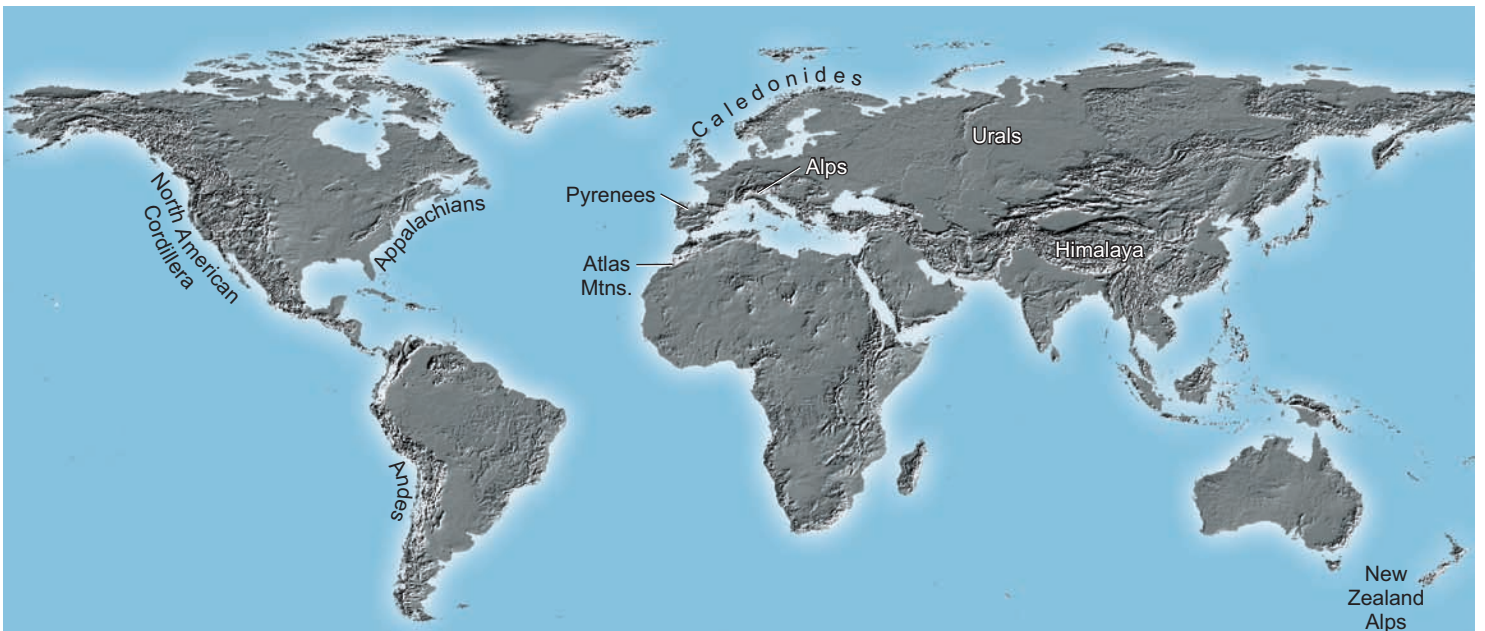 Caledonides
Urals
Alps
Pyrenees
North American
Cordillera
Appalachians
Himalaya
Atlas
Mtns.
Andes
New
Zealand
Alps